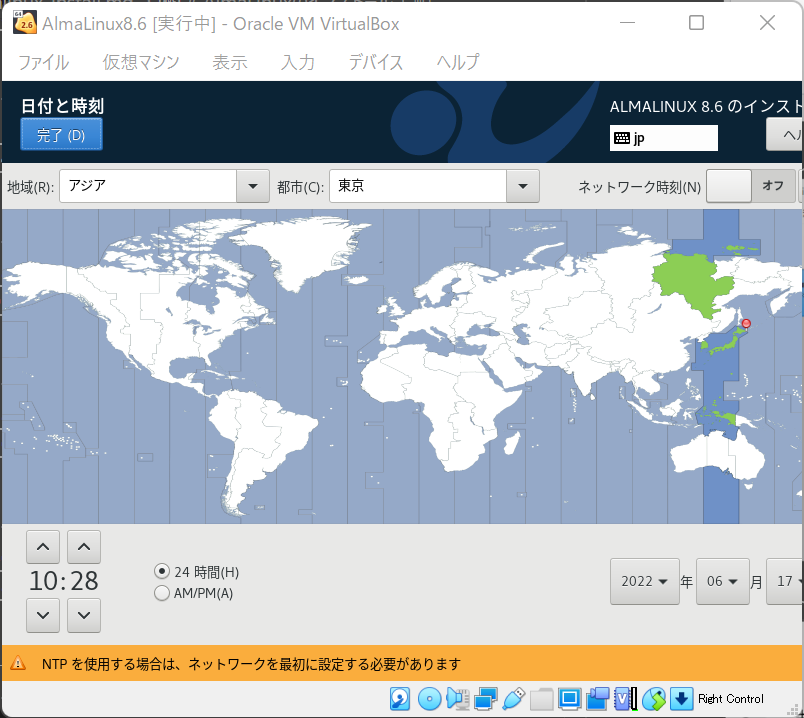 64
2.6
AlmaLinux8.6 [実行中] - Oracle VM VirtualBox
ファイル 仮想マシン 表示 入力 デバイス ヘルプ
日付と時刻
ALMALINUX 8.6 のインスト
完了 (D)
jp
ヘル
地域(R): アジア 都市(C): 東京 ネットワーク時刻(N) オフ
10:28
24 時間(H)
AM/PM(A)
2022 年 06 月 17
NTP を使用する場合は、ネットワークを最初に設定する必要があります
Right Control